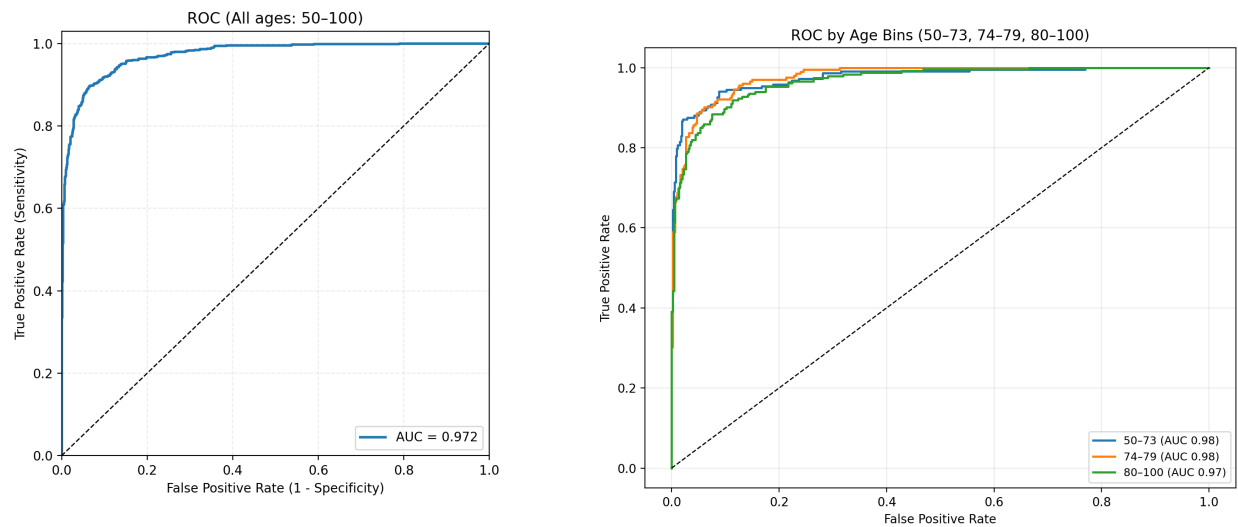 ROC (All ages: 50–100)
True Positive Rate (Sensitivity)
1.0
0.8
0.6
0.4
0.2
0.0
0.0 0.2 0.4 0.6 0.8 1.0
False Positive Rate (1 - Specificity)
AUC = 0.972
ROC by Age Bins (50–73, 74–79, 80–100)
True Positive Rate
1.0
0.8
0.6
0.4
0.2
0.0
0.0 0.2 0.4 0.6 0.8 1.0
False Positive Rate
50–73 (AUC 0.98)
74–79 (AUC 0.98)
80–100 (AUC 0.97)